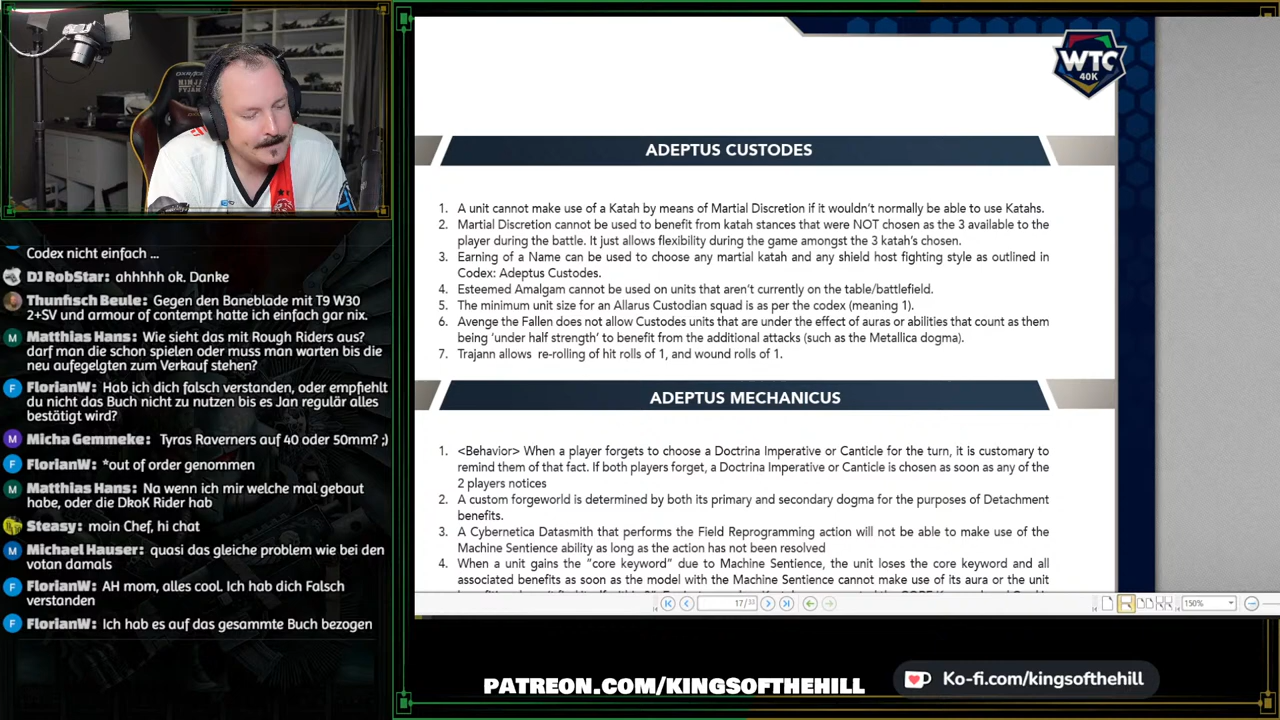 Codex nicht einfach ...
DJ RobStar: ahhhhh ok. Danke
Thunfisch Beule: Gegen den Baneblade mit T9 W30
2+SV und armour of contempt hatte ich einfach gar nix.
Matthias Hans: Wie sieht das mit Rough Riders aus?
darf man die schon spielen oder muss man warten bis die
neu aufgelegten zum Verkauf stehen?
FlorianW: Hab ich dich falsch verstanden, oder empfiehlt
du nicht das Buch nicht zu nutzen bis es Jan regulär alles
bestätigt wird?
Micha Gemmeke: Tyras Raverners auf 40 oder 50mm? ;)
FlorianW: *out of order genommen
Matthias Hans: Na wenn ich mir welche mal gebaut
habe, oder die DKoK Rider hab
Steasy: moin Chef, hi chat
Michael Hauser: quasi das gleiche problem wie bei den
votan damals
FlorianW: AH mom, alles cool. Ich hab dich Falsch
verstanden
FlorianW: Ich hab es auf das gesammte Buch bezogen
WTC
40K
ADEPTUS CUSTODES
1. A unit cannot make use of a Katah by means of Martial Discretion if it wouldn't normally be able to use Katahs.
2. Martial Discretion cannot be used to benefit from katah stances that were NOT chosen as the 3 available to the
player during the battle. It just allows flexibility during the game amongst the 3 katah's chosen.
3. Earning of a Name can be used to choose any martial katah and any shield host fighting style as outlined in
Codex: Adeptus Custodes.
4. Esteemed Amalgam cannot be used on units that aren't currently on the table/battlefield.
5. The minimum unit size for an Allarus Custodian squad is as per the codex (meaning 1).
6. Avenge the Fallen does not allow Custodes units that are under the effect of auras or abilities that count as them
being 'under half strength' to benefit from the additional attacks (such as the Metallica dogma).
7. Trajann allows re-rolling of hit rolls of 1, and wound rolls of 1.
ADEPTUS MECHANICUS
1. <Behavior> When a player forgets to choose a Doctrina Imperative or Canticle for the turn, it is customary to
remind them of that fact. If both players forget, a Doctrina Imperative or Canticle is chosen as soon as any of the
2 players notices
2. A custom forgeworld is determined by both its primary and secondary dogma for the purposes of Detachment
benefits.
3. A Cybernetica Datasmith that performs the Field Reprogramming action will not be able to make use of the
Machine Sentience ability as long as the action has not been resolved
4. When a unit gains the "core keyword" due to Machine Sentience, the unit loses the core keyword and all
associated benefits as soon as the model with the Machine Sentience cannot make use of its aura or the unit
17 / 33
150%
PATREON.COM/KINGSOFTHEHILL
Ko-fi.com/kingsofthehill